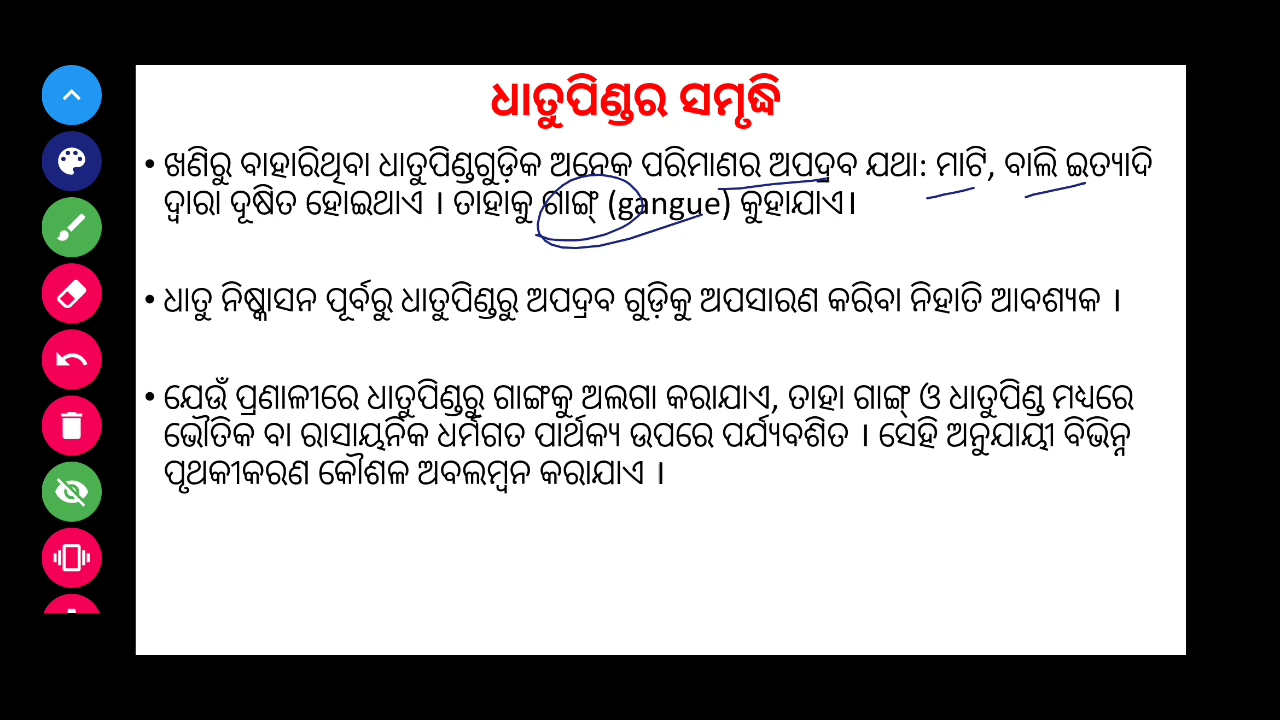 ଧାତୁପିଣ୍ଡର ସମୃଦ୍ଧି
• ଖଣିରୁ ବାହାରିଥିବା ଧାତୁପିଣ୍ଡଗୁଡ଼ିକ ଅନେକ ପରିମାଣର ଅପଦ୍ରବ ଯଥା: ମାଟି, ବାଲି ଇତ୍ୟାଦି
ଦ୍ୱାରା ଦୂଷିତ ହୋଇଥାଏ । ତାହାକୁ ଗାଙ୍ଗ୍ (gangue) କୁହାଯାଏ।
• ଧାତୁ ନିଷ୍କାସନ ପୂର୍ବରୁ ଧାତୁପିଣ୍ଡରୁ ଅପଦ୍ରବ ଗୁଡ଼ିକୁ ଅପସାରଣ କରିବା ନିହାତି ଆବଶ୍ୟକ ।
• ଯେଉଁ ପ୍ରଣାଳୀରେ ଧାତୁପିଣ୍ଡରୁ ଗାଙ୍ଗକୁ ଅଲଗା କରାଯାଏ, ତାହା ଗାଙ୍ଗ୍ ଓ ଧାତୁପିଣ୍ଡ ମଧ୍ୟରେ
ଭୌତିକ ବା ରାସାୟନିକ ଧର୍ମଗତ ପାର୍ଥକ୍ୟ ଉପରେ ପର୍ଯ୍ୟବଶିତ । ସେହି ଅନୁଯାୟୀ ବିଭିନ୍ନ
ପୃଥକୀକରଣ କୌଶଳ ଅବଲମ୍ବନ କରାଯାଏ ।